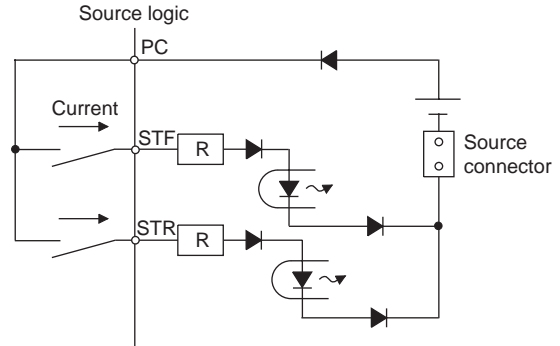 Source logic
PC
Current
STF
R
Source
connector
STR
R